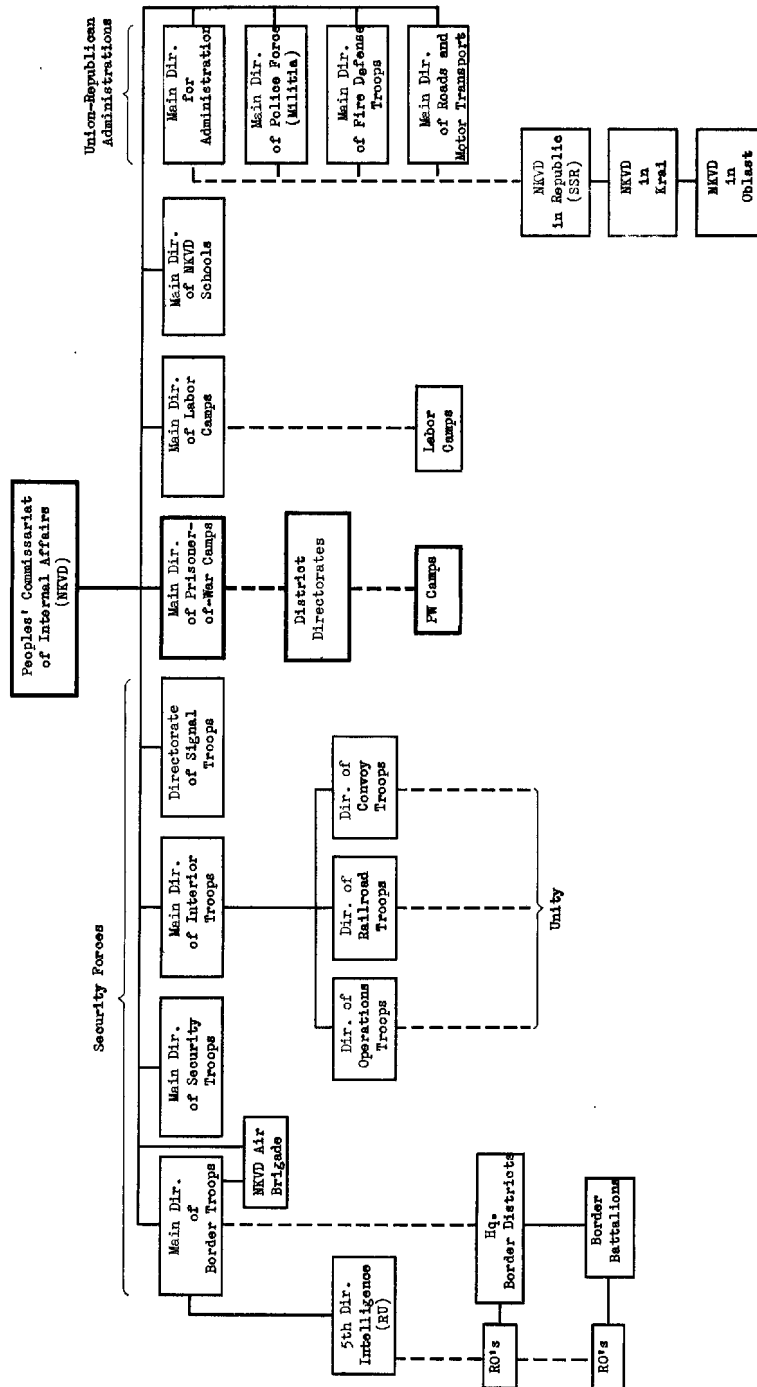 Peoples' Commissariat
of Internal Affairs
(NKVD)
Security Forces
Union-Republican
Administrations
Main Dir.
of
Border Troops
NKVD Air
Brigade
Main Dir.
of Security
Troops
Main Dir.
of Interior
Troops
Directorate
of Signal
Troops
Main Dir.
of Prisoner-
of-War Camps
Main Dir.
of Labor
Camps
Main Dir.
of NKVD
Schools
Main Dir.
for
Administration
Main Dir.
of Police Force
(Militia)
Main Dir.
of Fire Defense
Troops
Main Dir.
of Roads and
Motor Transport
5th Dir.
Intelligence
(RU)
Dir. of
Operations
Troops
Dir. of
Railroad
Troops
Dir. of
Convoy
Troops
District
Directorates
Hq.
Border Districts
RO's
PW Camps
Labor
Camps
NKVD
in Republic
(SSR)
NKVD
in
Krai
NKVD
in
Oblast
Unity
Border
Battalions
RO's